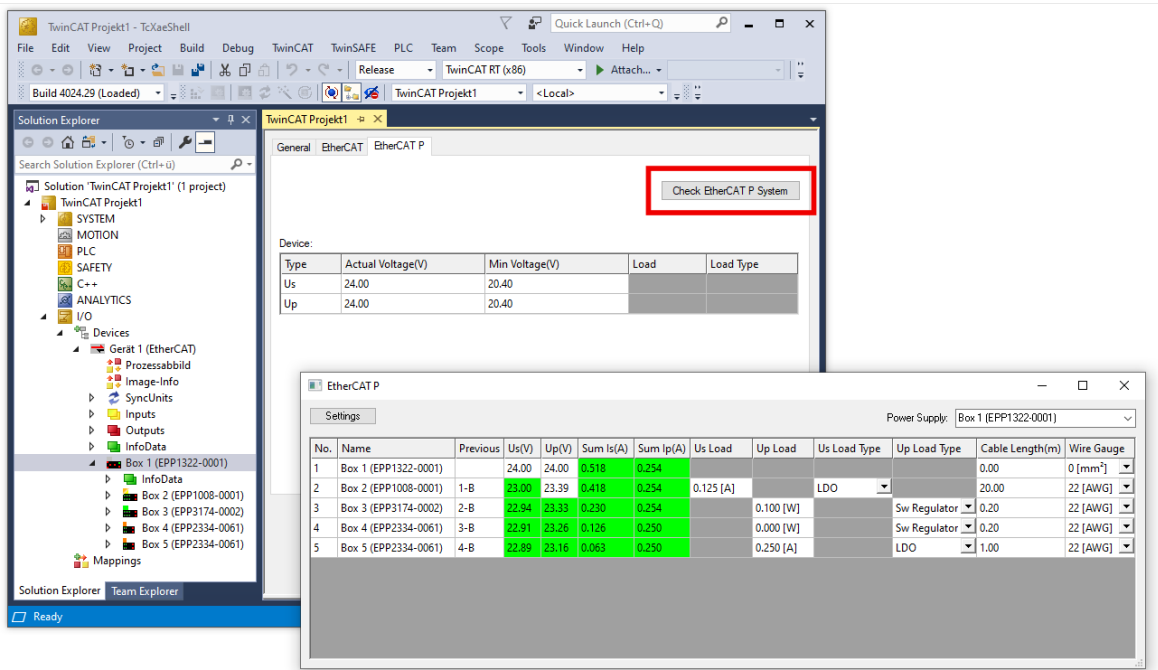 TwinCAT Projekt1 - TcXaeShell
Quick Launch (Ctrl+Q)
File Edit View Project Build Debug TwinCAT TwinSAFE PLC Team Scope Tools Window Help
Release TwinCAT RT (x86) Attach...
Build 4024.29 (Loaded) TwinCAT Projekt1 <Local>
Solution Explorer
Search Solution Explorer (Ctrl+ü)
Solution 'TwinCAT Projekt1' (1 project)
TwinCAT Projekt1
SYSTEM
MOTION
PLC
SAFETY
C++
ANALYTICS
I/O
Devices
Gerät 1 (EtherCAT)
Prozessabbild
Image-Info
SyncUnits
Inputs
Outputs
InfoData
Box 1 (EPP1322-0001)
InfoData
Box 2 (EPP1008-0001)
Box 3 (EPP3174-0002)
Box 4 (EPP2334-0061)
Box 5 (EPP2334-0061)
Mappings
Solution Explorer Team Explorer
Ready
TwinCAT Projekt1
General EtherCAT EtherCAT P
Check EtherCAT P System
Device:
Type Actual Voltage(V) Min Voltage(V) Load Load Type
Us 24.00 20.40
Up 24.00 20.40
EtherCAT P
Settings Power Supply: Box 1 (EPP1322-0001)
No. Name Previous Us(V) Up(V) Sum Is(A) Sum Ip(A) Us Load Up Load Us Load Type Up Load Type Cable Length(m) Wire Gauge
1 Box 1 (EPP1322-0001) 24.00 24.00 0.518 0.254 0.00 0 [mm²]
2 Box 2 (EPP1008-0001) 1-B 23.00 23.39 0.418 0.254 0.125 [A] LDO 20.00 22 [AWG]
3 Box 3 (EPP3174-0002) 2-B 22.94 23.33 0.230 0.254 0.100 [W] Sw Regulator 0.20 22 [AWG]
4 Box 4 (EPP2334-0061) 3-B 22.91 23.26 0.126 0.250 0.000 [W] Sw Regulator 0.20 22 [AWG]
5 Box 5 (EPP2334-0061) 4-B 22.89 23.16 0.063 0.250 0.250 [A] LDO 1.00 22 [AWG]